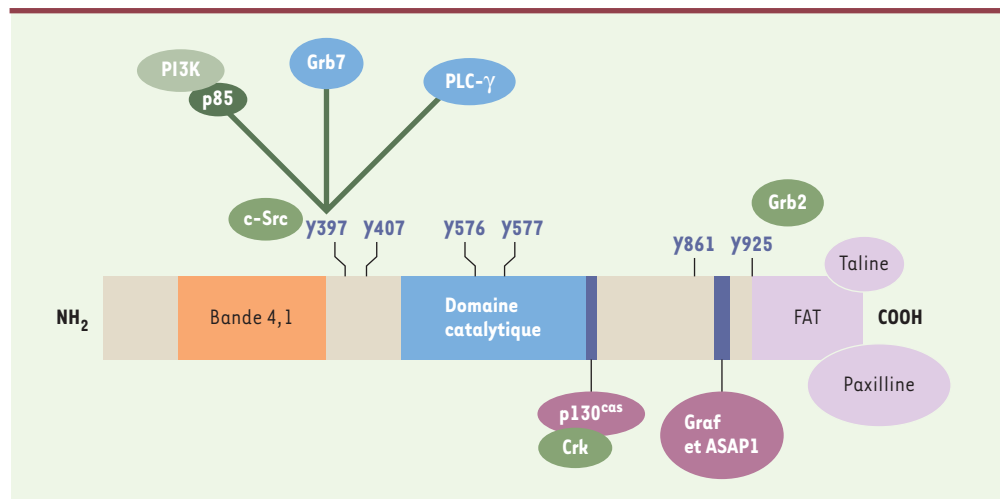 PI3K
p85
Grb7
PLC-γ
c-Src
Grb2
Y397
Y407
Y576
Y577
Y861
Y925
Taline
NH2
Bande 4,1
Domaine
catalytique
FAT
COOH
Paxilline
p130cas
Crk
Graf
et ASAP1